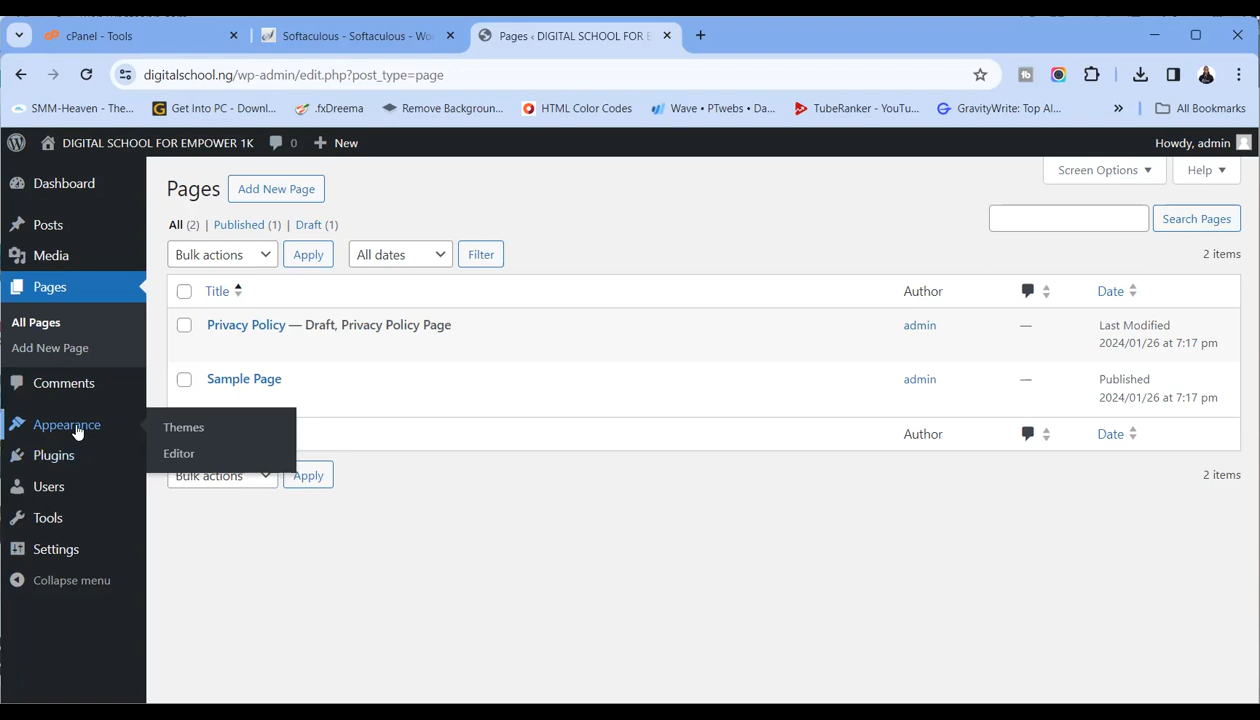 cPanel - Tools
Softaculous - Softaculous - Wo
Pages ‹ DIGITAL SCHOOL FOR E
digitalschool.ng/wp-admin/edit.php?post_type=page
SMM-Heaven - The...
Get Into PC - Downl...
.fxDreema
Remove Backgroun...
HTML Color Codes
Wave • PTwebs • Da...
TubeRanker - YouTu...
GravityWrite: Top AI...
»
All Bookmarks
DIGITAL SCHOOL FOR EMPOWER 1K
0
+ New
Howdy, admin
Dashboard
Posts
Media
Pages
All Pages
Add New Page
Comments
Appearance
Plugins
Users
Tools
Settings
Collapse menu
Themes
Editor
Screen Options
Help
Pages
Add New Page
All (2) | Published (1) | Draft (1)
Search Pages
Bulk actions
Apply
All dates
Filter
2 items
Title
Author
Date
Privacy Policy — Draft, Privacy Policy Page
admin
—
Last Modified
2024/01/26 at 7:17 pm
Sample Page
admin
—
Published
2024/01/26 at 7:17 pm
Author
Date
Bulk actions
Apply
2 items